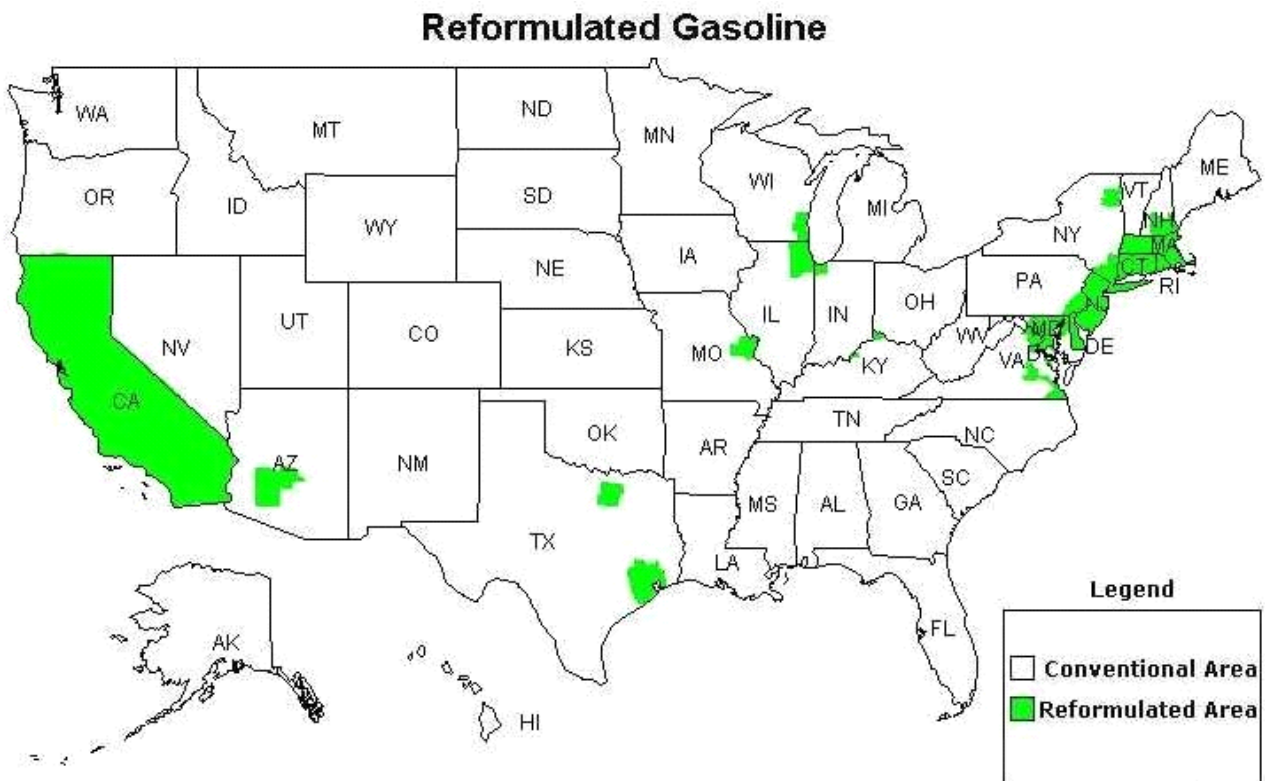 Reformulated Gasoline
WA
MT
ND
MN
ME
OR
ID
WY
SD
WI
MI
VT
NH
NY
MA
CT
RI
NE
IA
PA
NJ
NV
UT
CO
KS
MO
IL
IN
OH
WV
MD
DE
DC
VA
KY
CA
AZ
NM
OK
AR
TN
NC
SC
TX
LA
MS
AL
GA
FL
AK
HI
Legend
Conventional Area
Reformulated Area